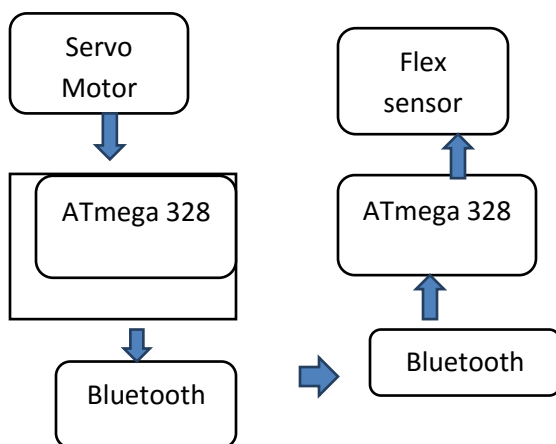 Servo
Motor
ATmega 328
Bluetooth
Flex
sensor
ATmega 328
Bluetooth